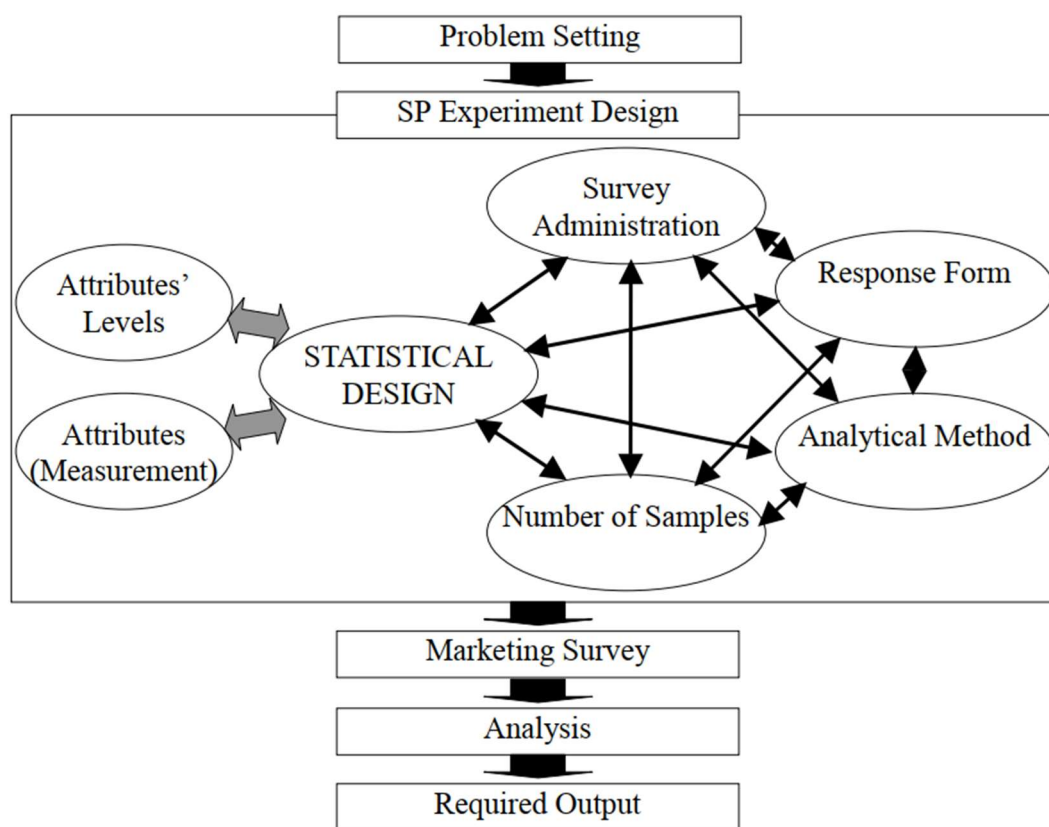 Problem Setting
SP Experiment Design
Survey
Administration
Response Form
Attributes’
Levels
STATISTICAL
DESIGN
Attributes
(Measurement)
Analytical Method
Number of Samples
Marketing Survey
Analysis
Required Output